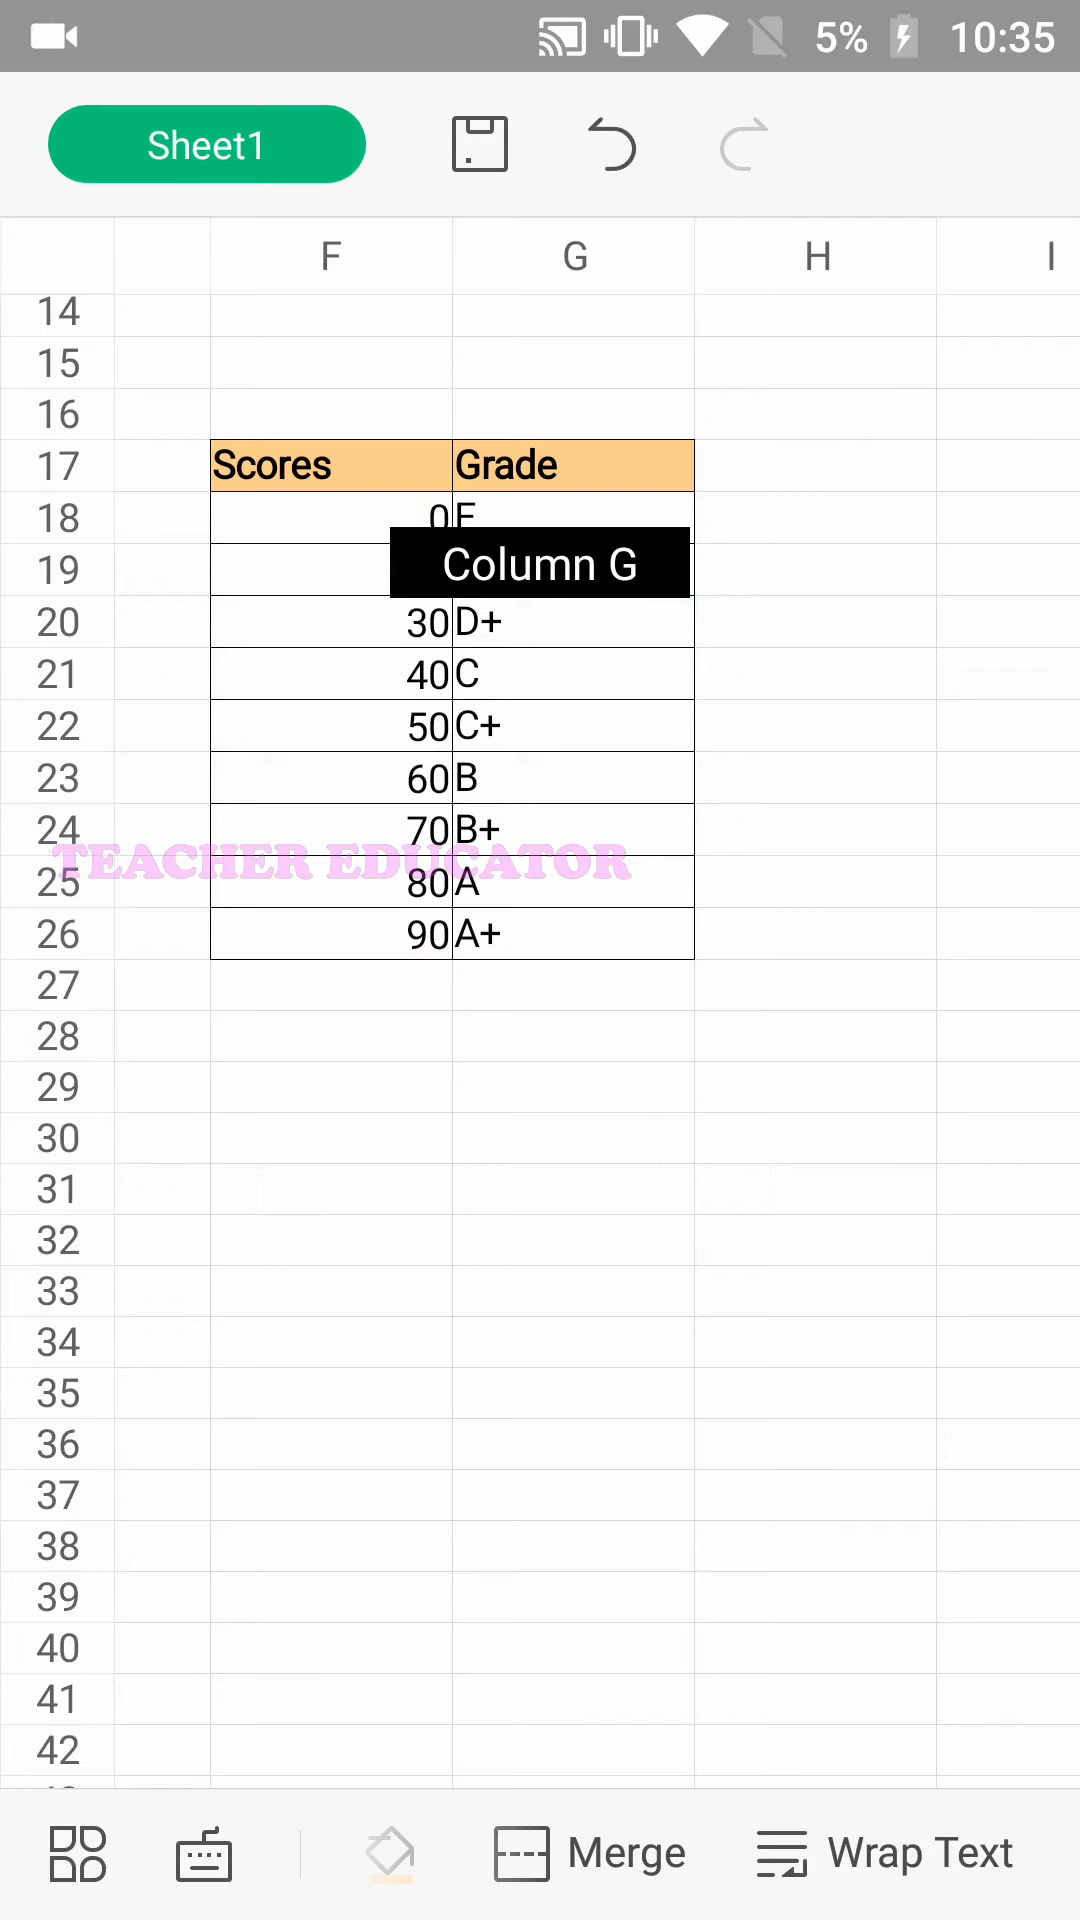 5% 10:35
Sheet1
F G H I
14
15
16
17 Scores Grade
18 0
19
Column G
20 30 D+
21 40 C
22 50 C+
23 60 B
24 70 B+
TEACHER EDUCATOR
25 80 A
26 90 A+
27
28
29
30
31
32
33
34
35
36
37
38
39
40
41
42
Merge Wrap Text